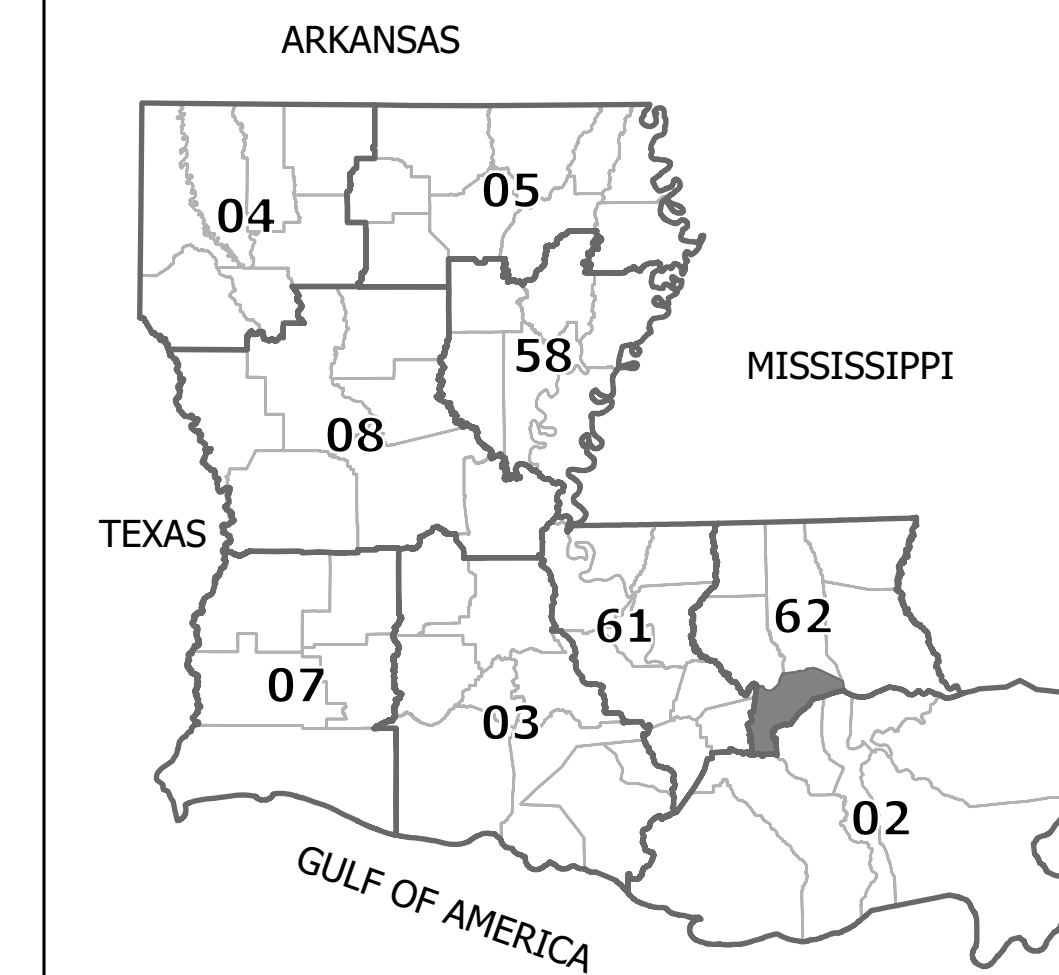 ARKANSAS
05
04
58
MISSISSIPPI
08
TEXAS
62
61
07
03
02
GULF OF AMERICA